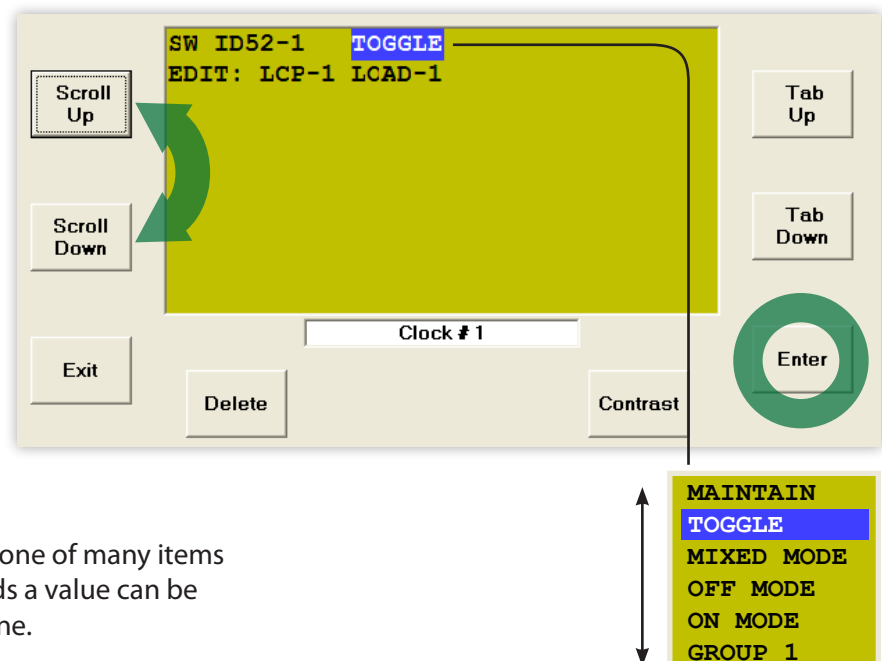 SW ID52-1 TOGGLE
EDIT: LCP-1 LCAD-1
Scroll
Up
Tab
Up
Scroll
Down
Tab
Down
Clock # 1
Exit
Enter
Delete
Contrast
MAINTAIN
TOGGLE
MIXED MODE
OFF MODE
ON MODE
GROUP 1
one of many items
ds a value can be
ne.